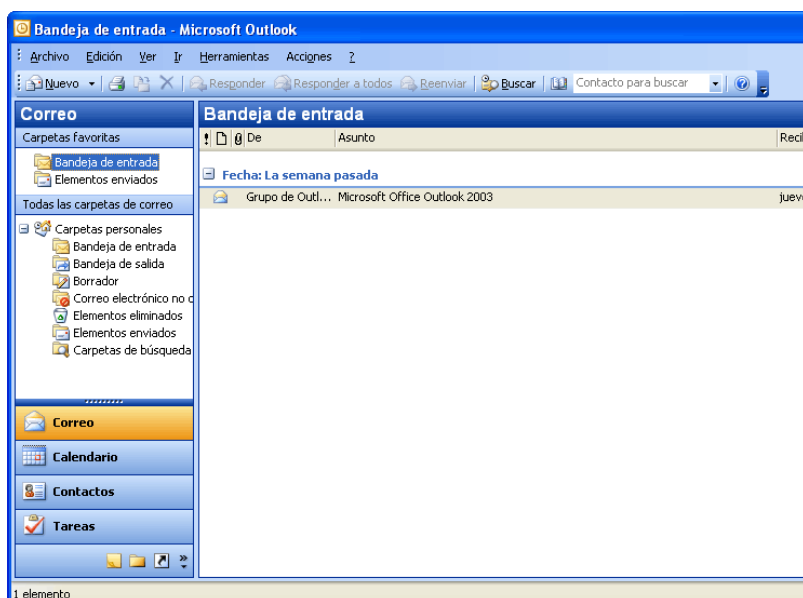 Bandeja de entrada - Microsoft Outlook
Archivo Edición Ver Ir Herramientas Acciones ?
Nuevo Responder Responder a todos Reenviar Buscar Contacto para buscar
Correo
Carpetas favoritas
Bandeja de entrada
Elementos enviados
Todas las carpetas de correo
Carpetas personales
Bandeja de entrada
Bandeja de salida
Borrador
Correo electrónico no
Elementos eliminados
Elementos enviados
Carpetas de búsqueda
Correo
Calendario
Contactos
Tareas
Bandeja de entrada
De Asunto Reci
Fecha: La semana pasada
Grupo de Outl... Microsoft Office Outlook 2003 juev
1 elemento